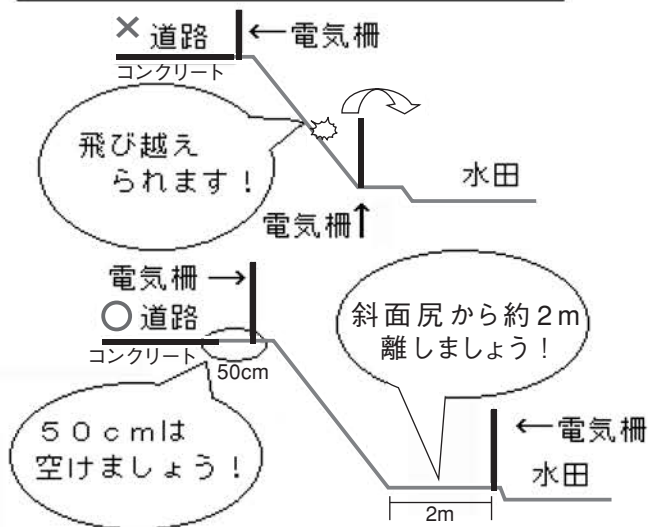 × 道路
←電気柵
コンクリート
飛び越え
られます！
水田
電気柵↑
電気柵→
○道路
コンクリート
50cm
斜面尻から約2m
離しましょう！
５０ｃｍは
空けましょう！
←電気柵
水田
2m